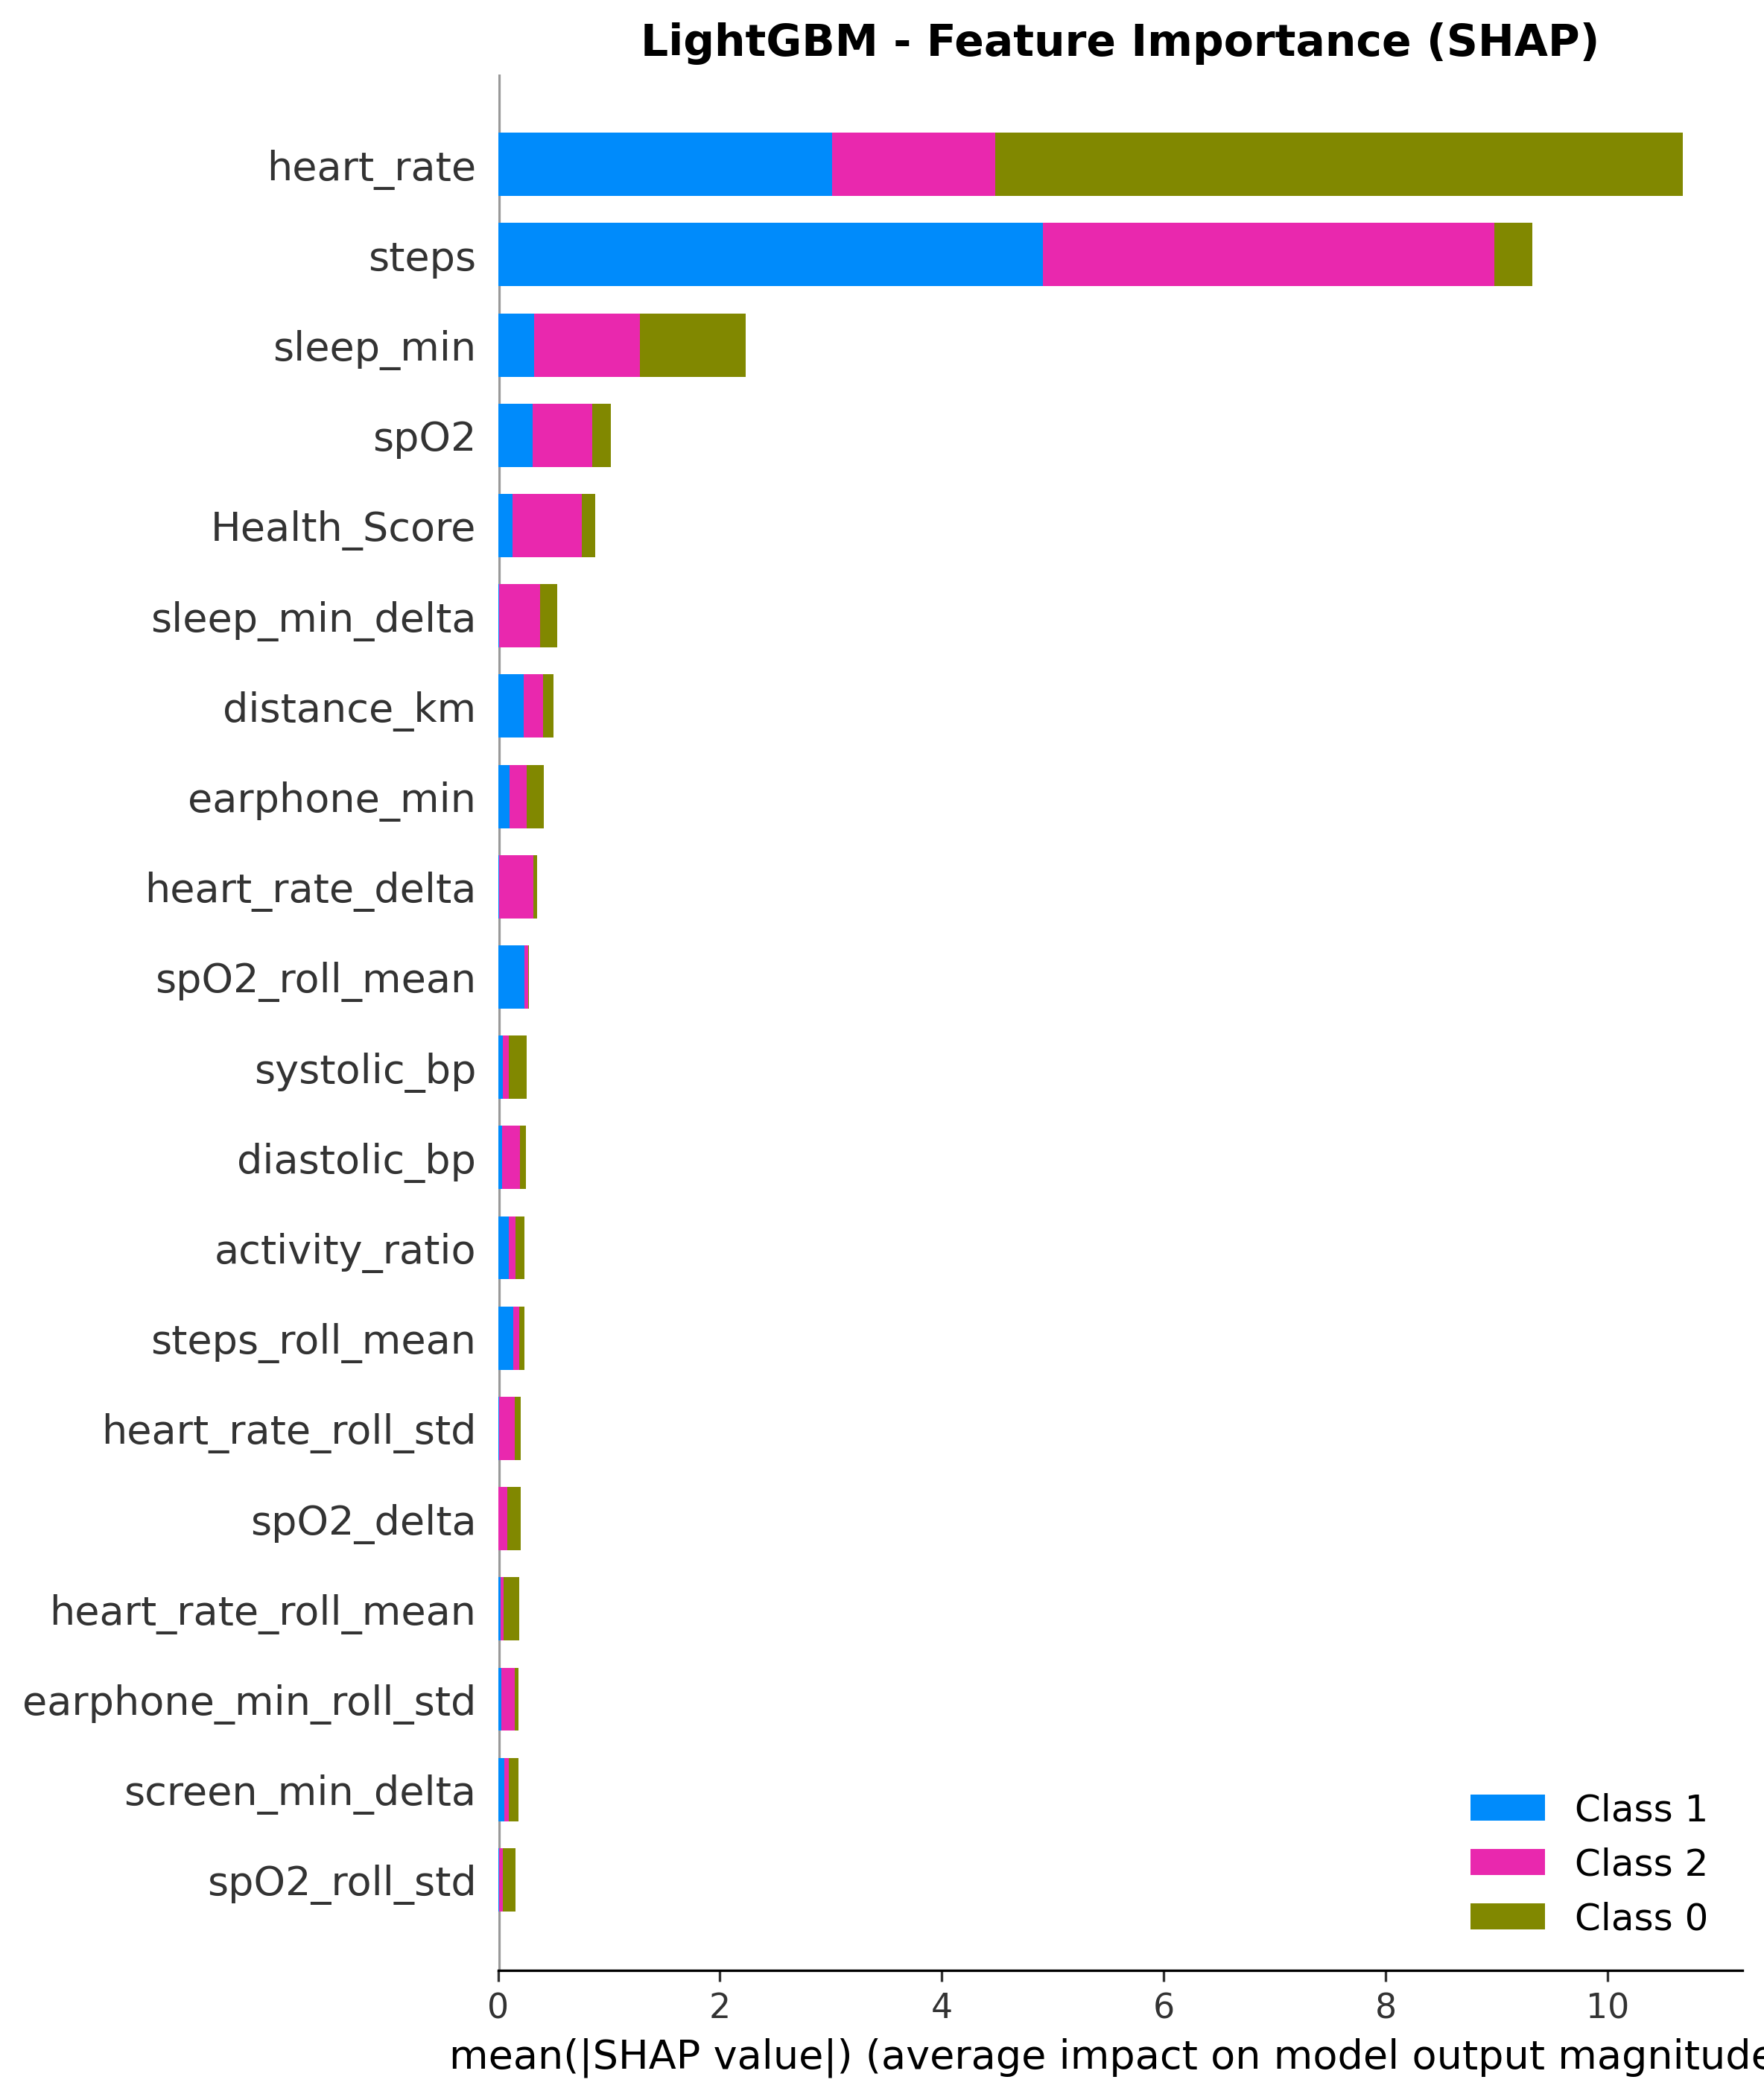 LightGBM - Feature Importance (SHAP)
heart_rate
steps
sleep_min
spO2
Health_Score
sleep_min_delta
distance_km
earphone_min
heart_rate_delta
spO2_roll_mean
systolic_bp
diastolic_bp
activity_ratio
steps_roll_mean
heart_rate_roll_std
spO2_delta
heart_rate_roll_mean
earphone_min_roll_std
screen_min_delta
spO2_roll_std
Class 1
Class 2
Class 0
0 2 4 6 8 10
mean(|SHAP value|) (average impact on model output magnitude